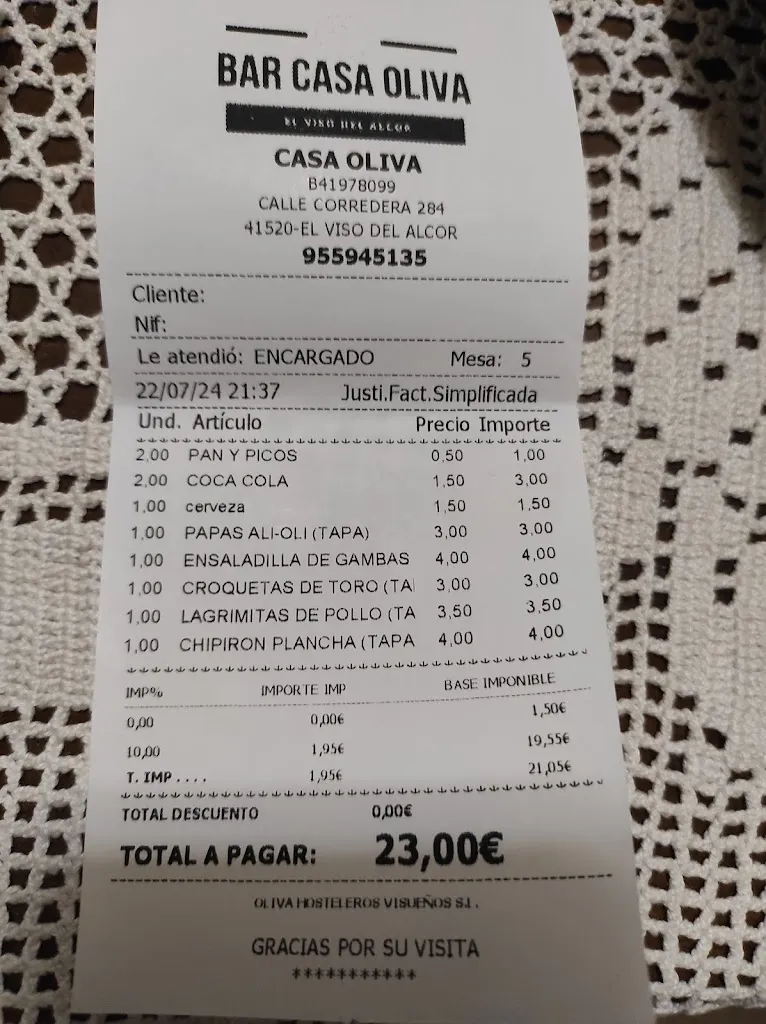 BAR CASA OLIVA
EL VISO DEL ALCOR
CASA OLIVA
B41978099
CALLE CORREDERA 284
41520-EL VISO DEL ALCOR
955945135
Cliente:
Nif:
Le atendió: ENCARGADO Mesa: 5
22/07/24 21:37 Justi.Fact.Simplificada
Und. Artículo Precio Importe
2,00 PAN Y PICOS 0,50 1,00
2,00 COCA COLA 1,50 3,00
1,00 cerveza 1,50 1,50
1,00 PAPAS ALI-OLI (TAPA) 3,00 3,00
1,00 ENSALADILLA DE GAMBAS 4,00 4,00
1,00 CROQUETAS DE TORO (TA 3,00 3,00
1,00 LAGRIMITAS DE POLLO (TA 3,50 3,50
1,00 CHIPIRON PLANCHA (TAPA 4,00 4,00
IMP% IMPORTE IMP BASE IMPONIBLE
0,00 0,00€ 1,50€
10,00 1,95€ 19,55€
T. IMP .... 1,95€ 21,05€
TOTAL DESCUENTO 0,00€
TOTAL A PAGAR: 23,00€
OLIVA HOSTELEROS VISUEÑOS S.L.
GRACIAS POR SU VISITA
***********